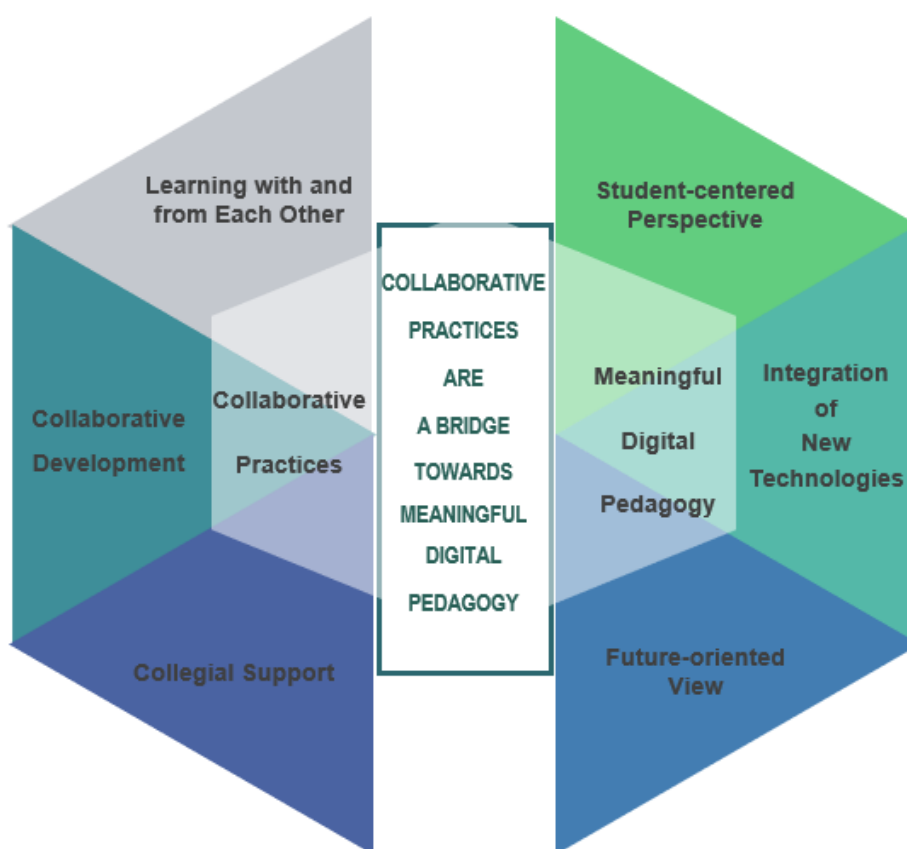 Learning with and
from Each Other
Collaborative
Development
Collegial Support
Collaborative
Practices
COLLABORATIVE
PRACTICES
ARE
A BRIDGE
TOWARDS
MEANINGFUL
DIGITAL
PEDAGOGY
Meaningful
Digital
Pedagogy
Student-centered
Perspective
Integration
of
New
Technologies
Future-oriented
View